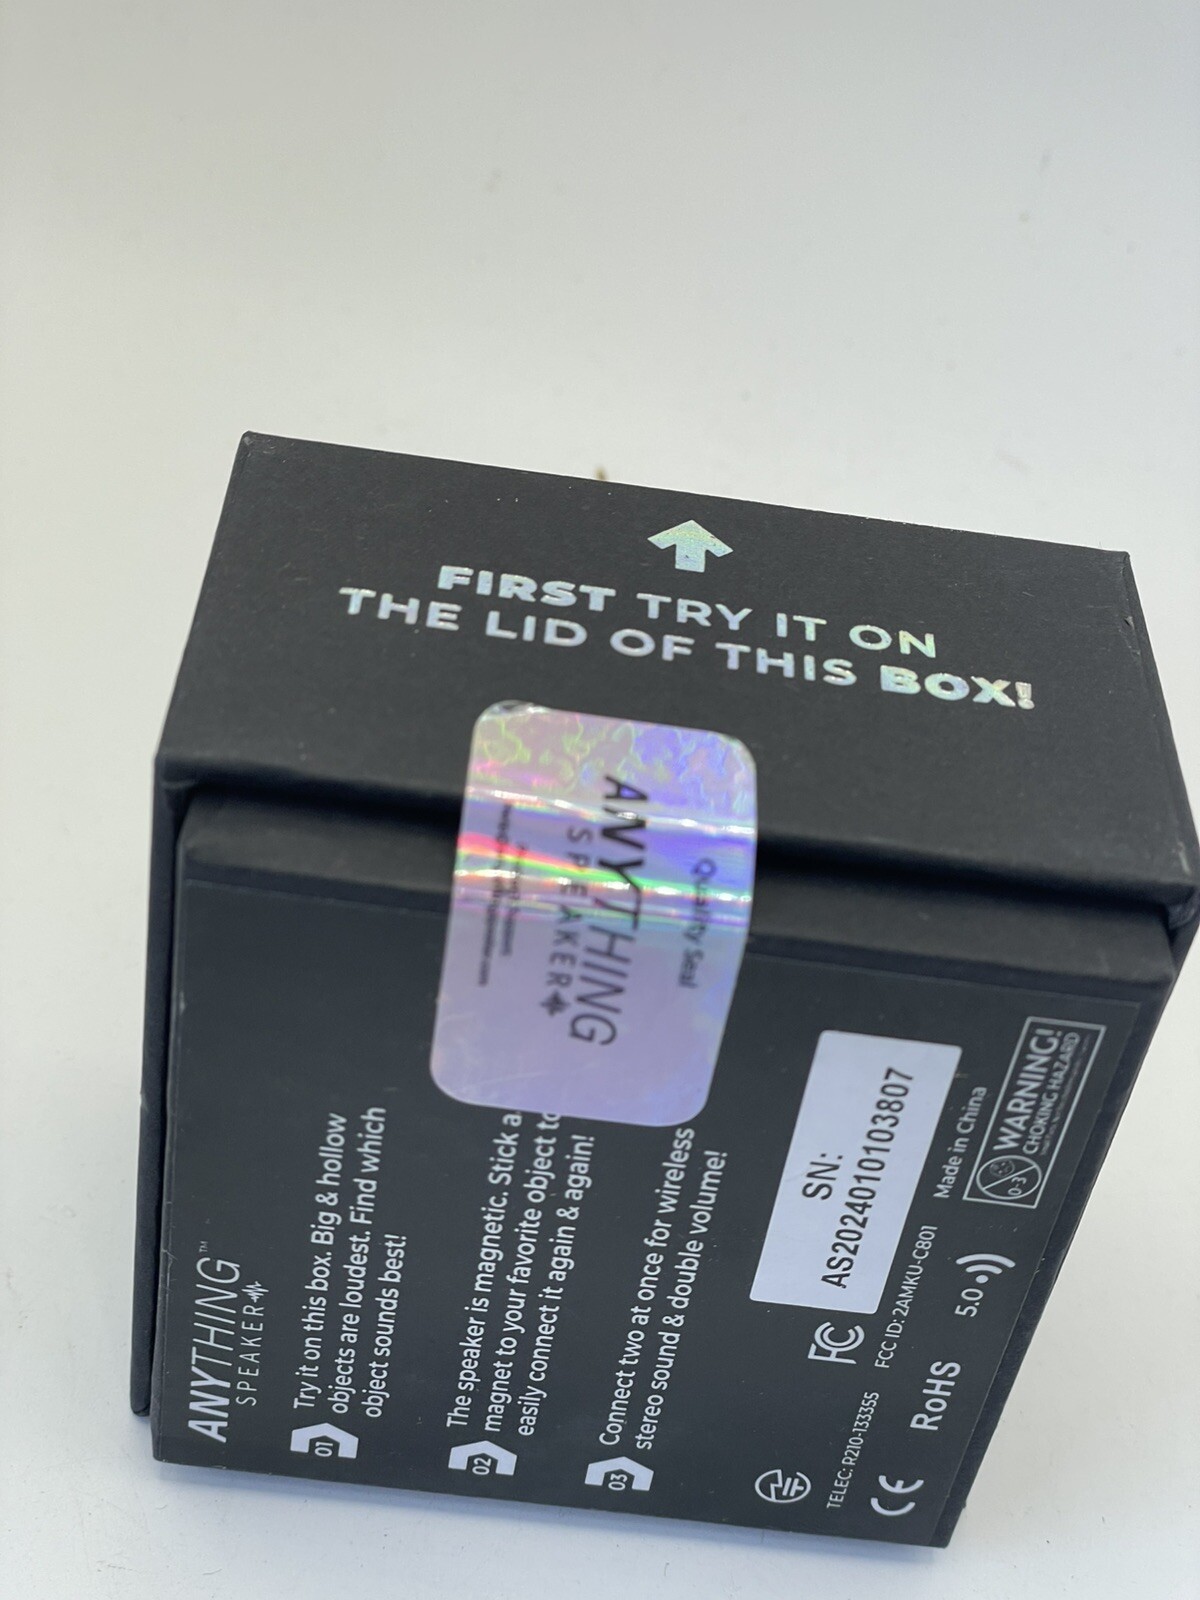 FIRST TRY IT ON
THE LID OF THIS BOX!
Quality Seal
ANYTHING
SPEAKER
ANYTHING™
SPEAKER
01
Try it on this box. Big & hollow
objects are loudest. Find which
object sounds best!
02
The speaker is magnetic. Stick a
magnet to your favorite object to
easily connect it again & again!
03
Connect two at once for wireless
stereo sound & double volume!
SN:
AS2024010103807
FC
FCC ID: 2AMKU-C801
Made in China
TELEC: R210-133355
CE
RoHS
5.0
0-3
WARNING!
CHOKING HAZARD